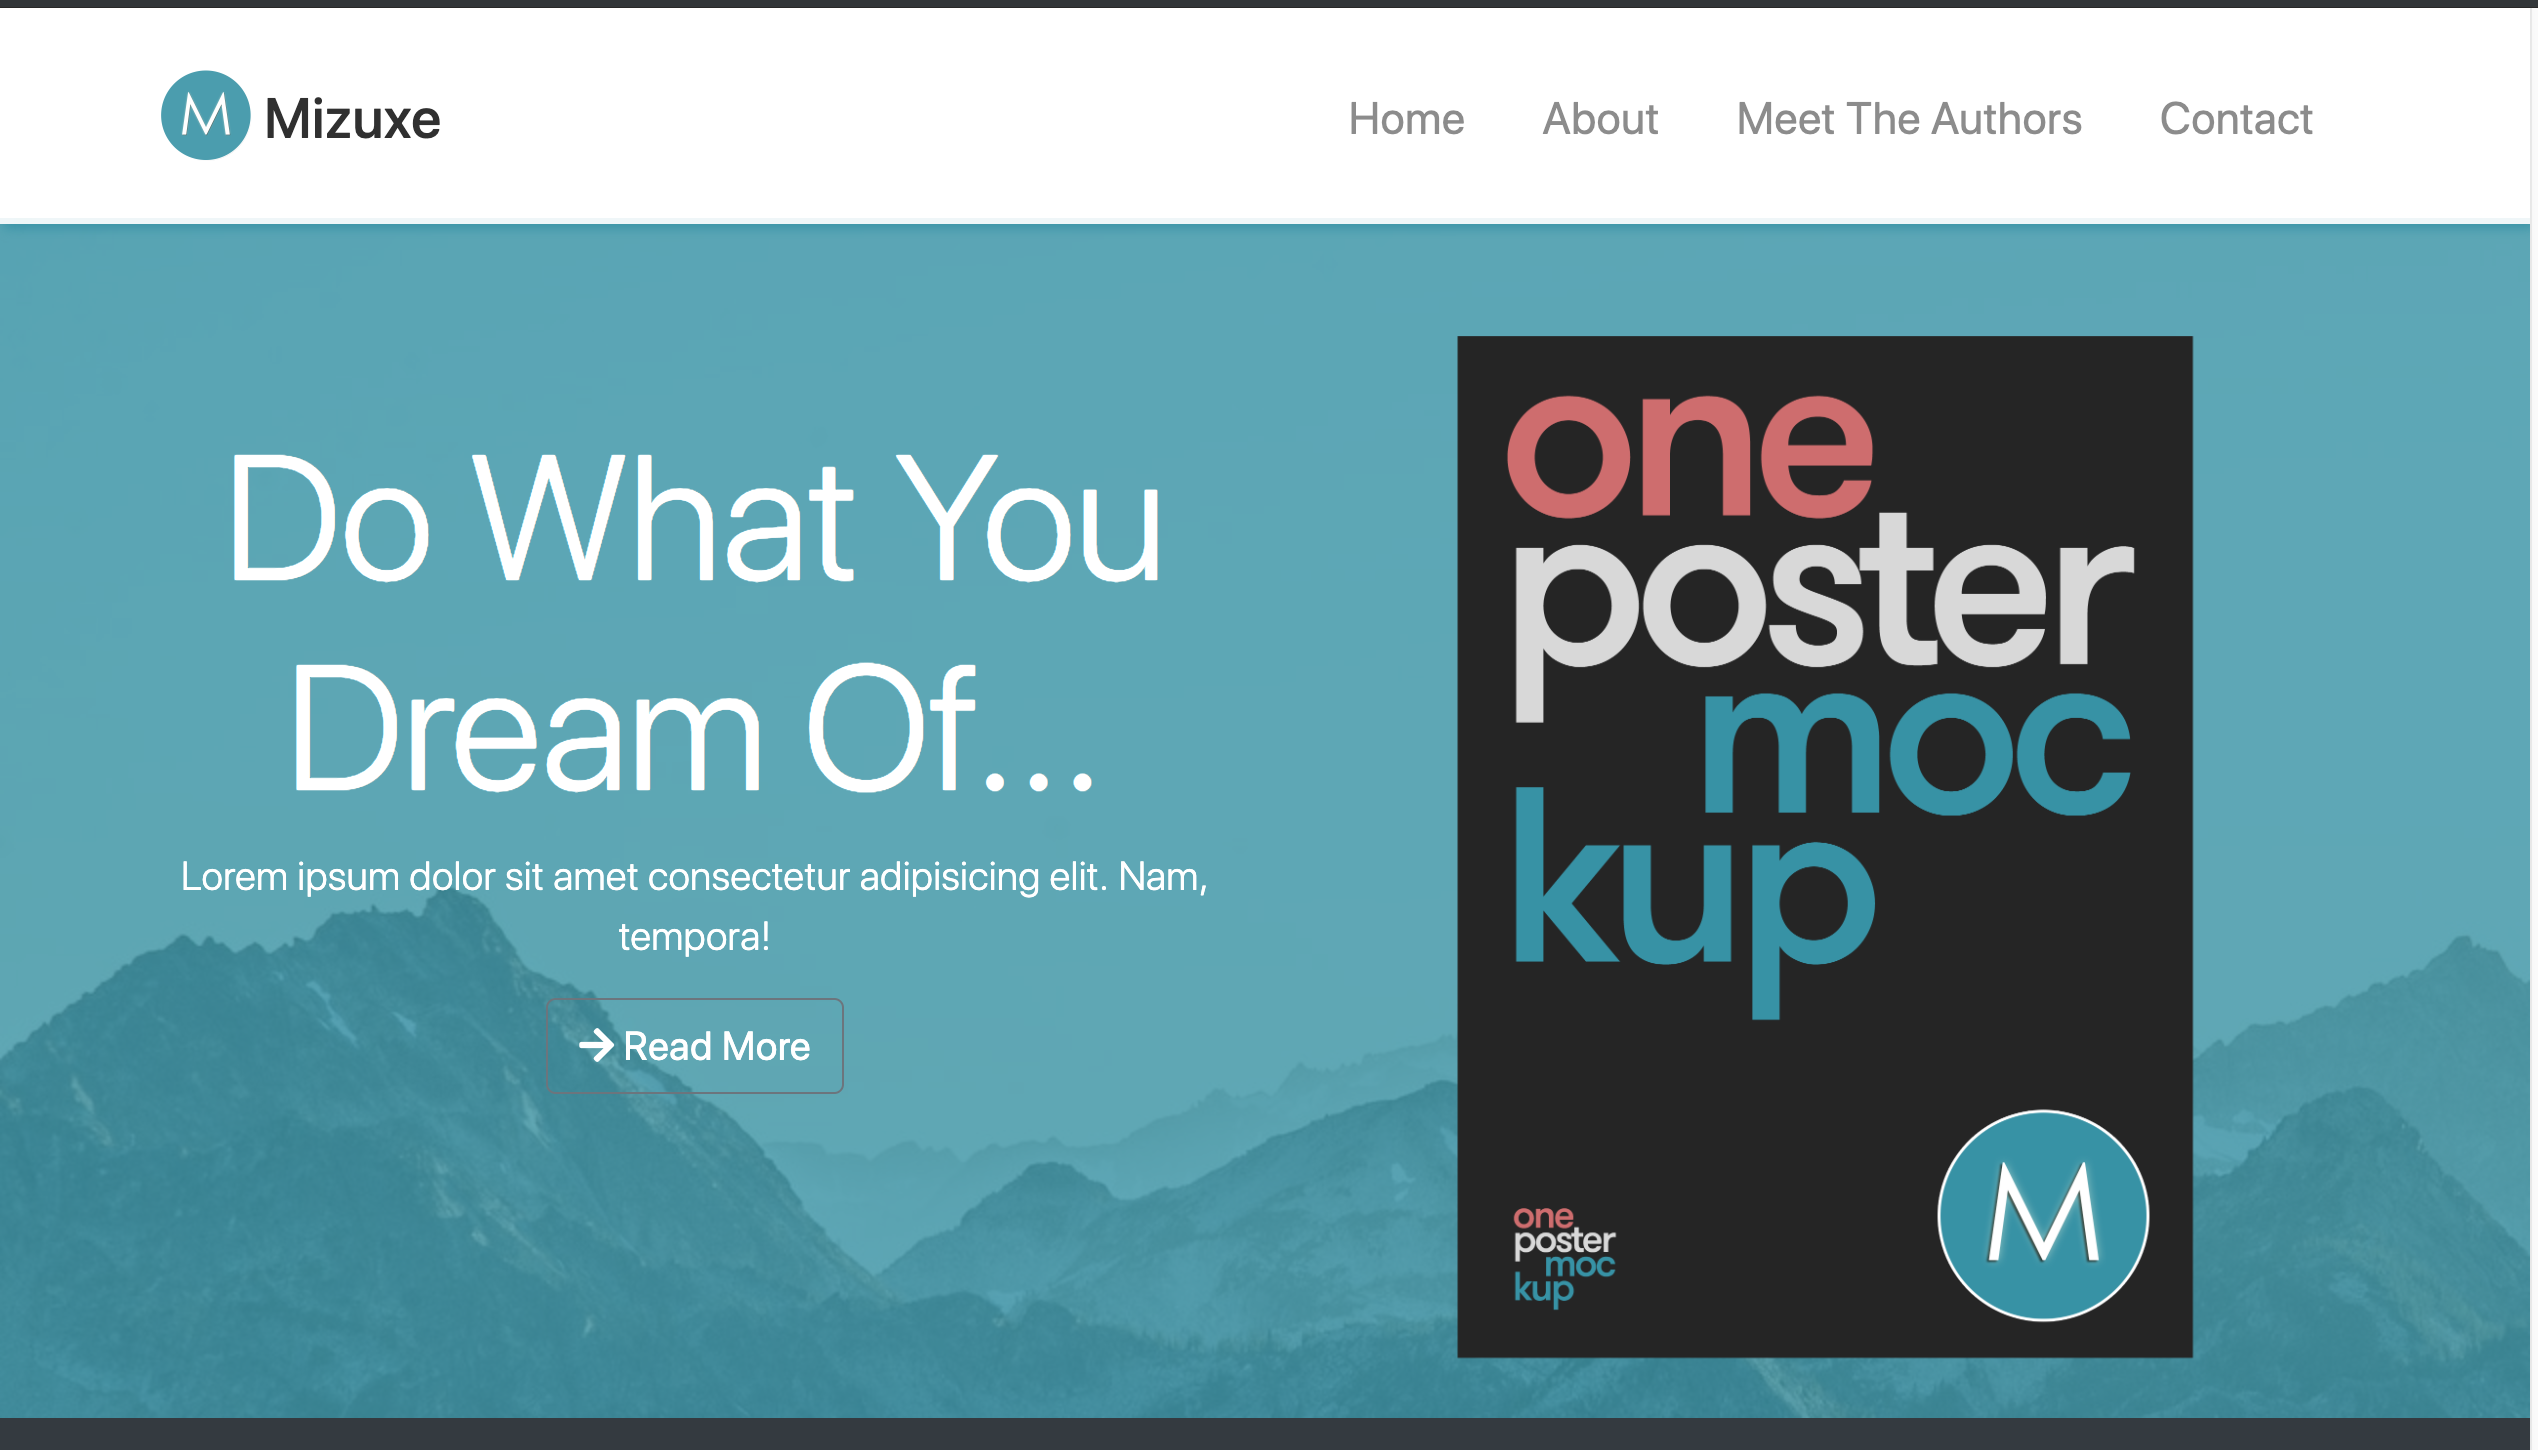 M Mizuxe
Home About Meet The Authors Contact
Do What You
Dream Of...
Lorem ipsum dolor sit amet consectetur adipisicing elit. Nam,
tempora!
Read More
one
poster
moc
kup
one
poster
moc
kup
M